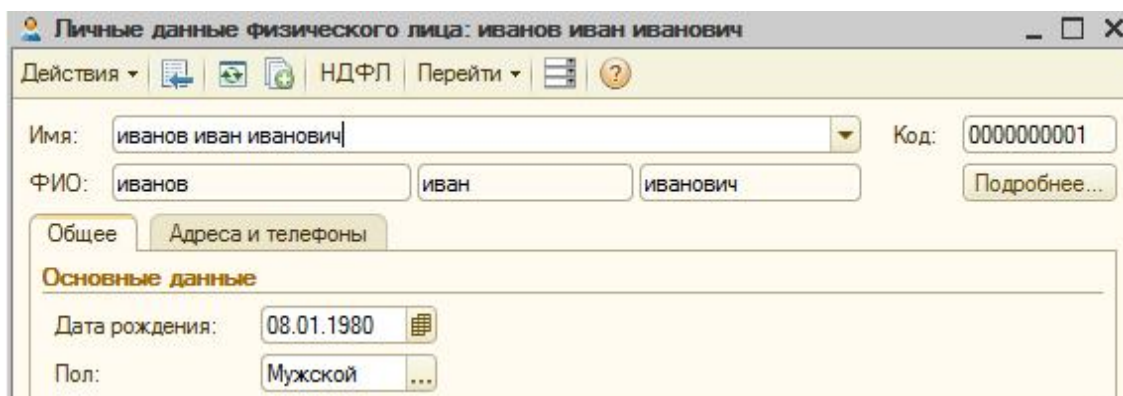 Личные данные физического лица: иванов иван иванович
Действия НДФЛ Перейти
Имя: иванов иван иванович Код: 0000000001
ФИО: иванов иван иванович Подробнее...
Общее Адреса и телефоны
Основные данные
Дата рождения: 08.01.1980
Пол: Мужской ...